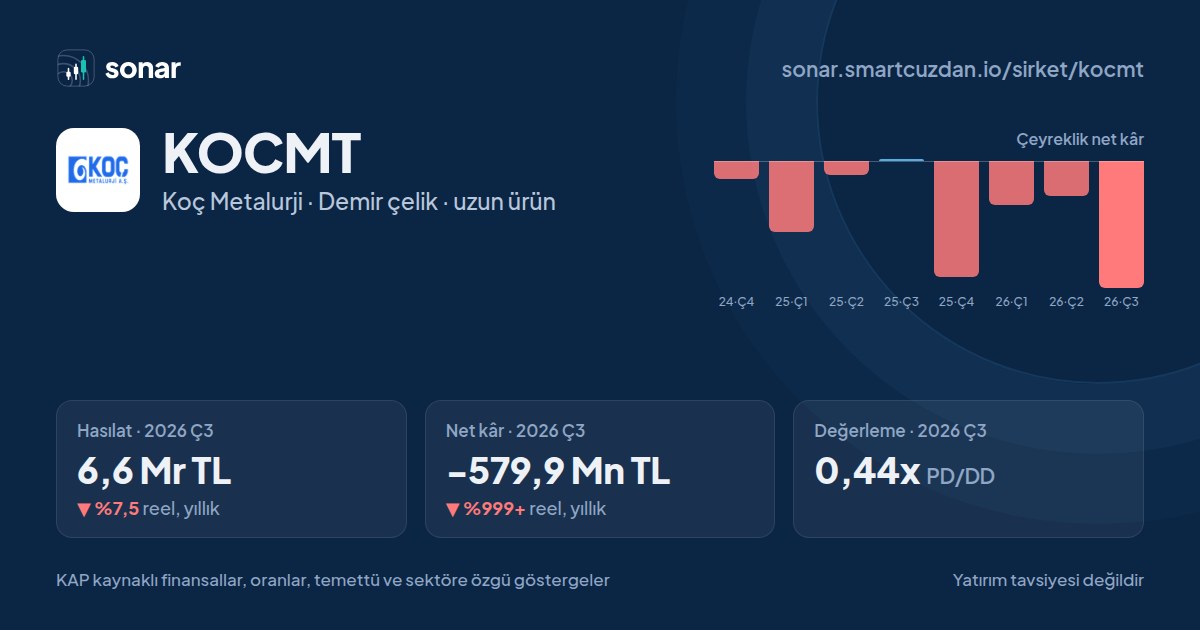 sonar
sonar.smartcuzdan.io/sirket/kocmt
KOÇ
METALURJİ A.Ş.
KOCMT
Koç Metalurji · Demir çelik · uzun ürün
Çeyreklik net kâr
24·Ç4 25·Ç1 25·Ç2 25·Ç3 25·Ç4 26·Ç1 26·Ç2 26·Ç3
Hasılat · 2026 Ç3
6,6 Mr TL
▼ %7,5 reel, yıllık
Net kâr · 2026 Ç3
−579,9 Mn TL
▼ %999+ reel, yıllık
Değerleme · 2026 Ç3
0,44x PD/DD
KAP kaynaklı finansallar, oranlar, temettü ve sektöre özgü göstergeler
Yatırım tavsiyesi değildir